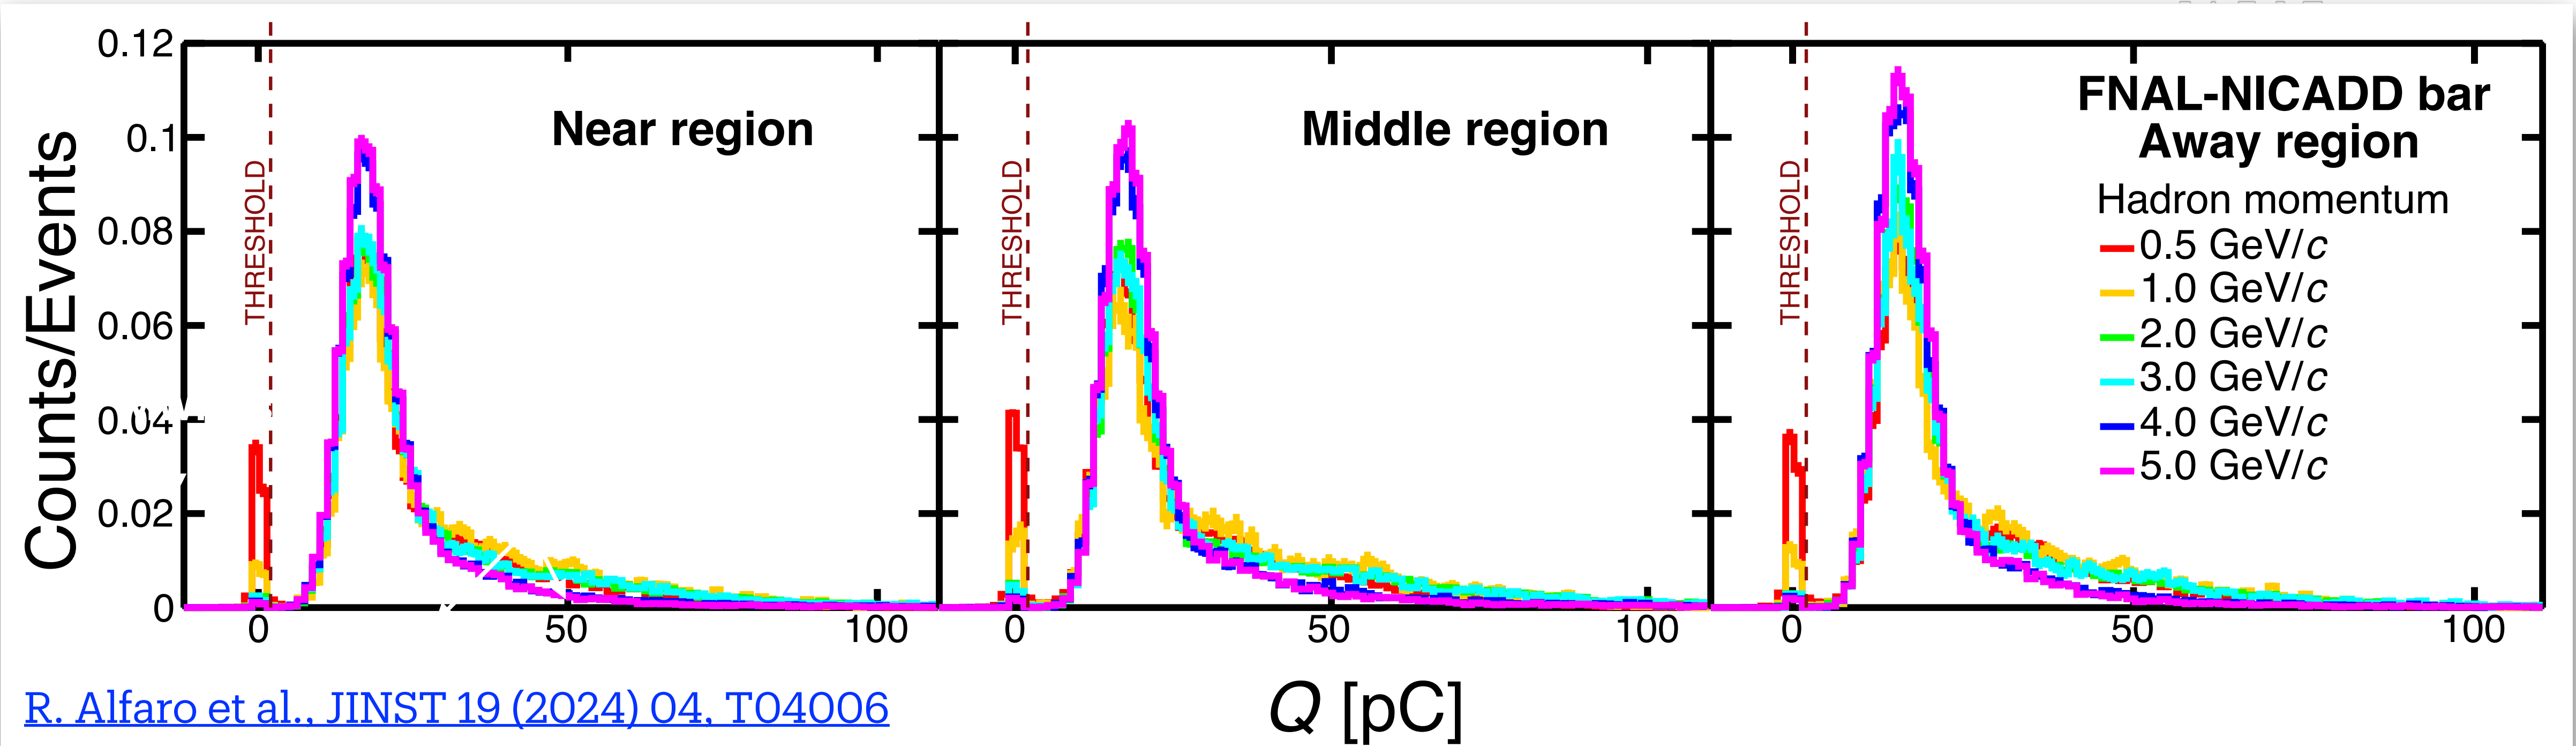 0.12
0.1
0.08
0.06
0.04
0.02
0
Counts/Events
THRESHOLD
Near region
0
50
100
THRESHOLD
Middle region
0
50
100
THRESHOLD
FNAL-NICADD bar
Away region
Hadron momentum
0.5 GeV/c
1.0 GeV/c
2.0 GeV/c
3.0 GeV/c
4.0 GeV/c
5.0 GeV/c
0
50
100
Q [pC]
R. Alfaro et al., JINST 19 (2024) 04, T04006